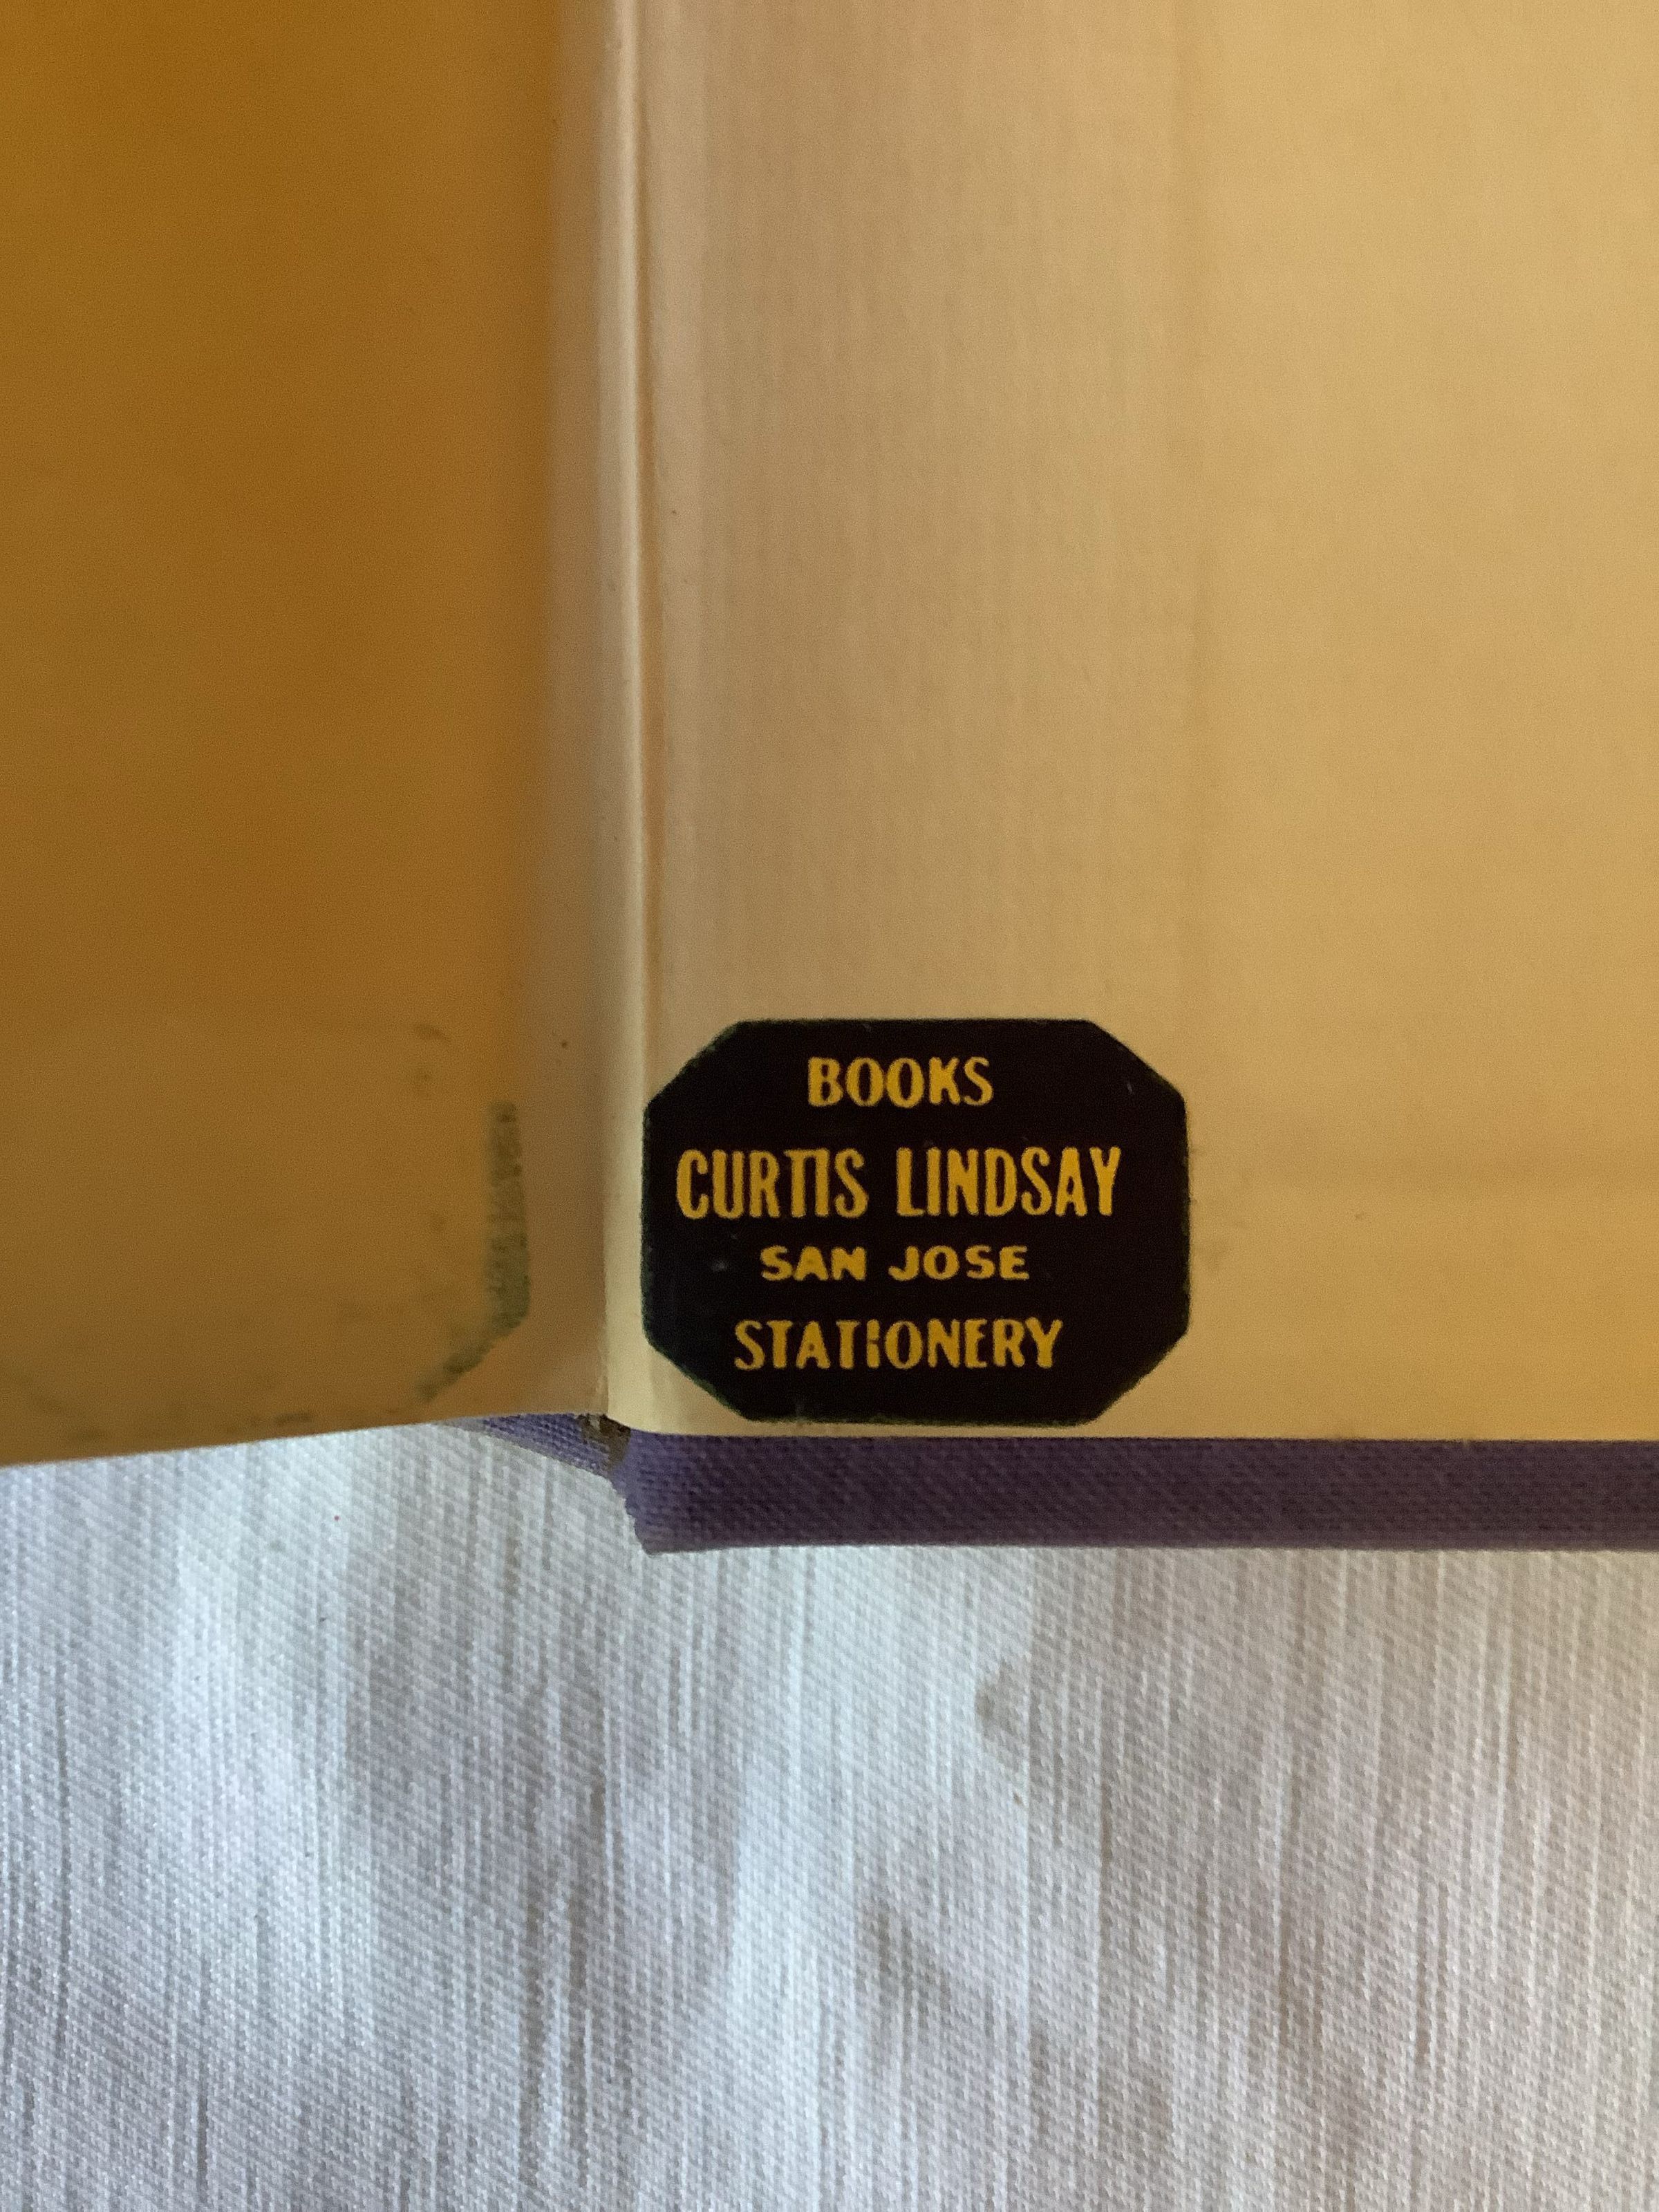 BOOKS
CURTIS LINDSAY
SAN JOSE
STATIONERY